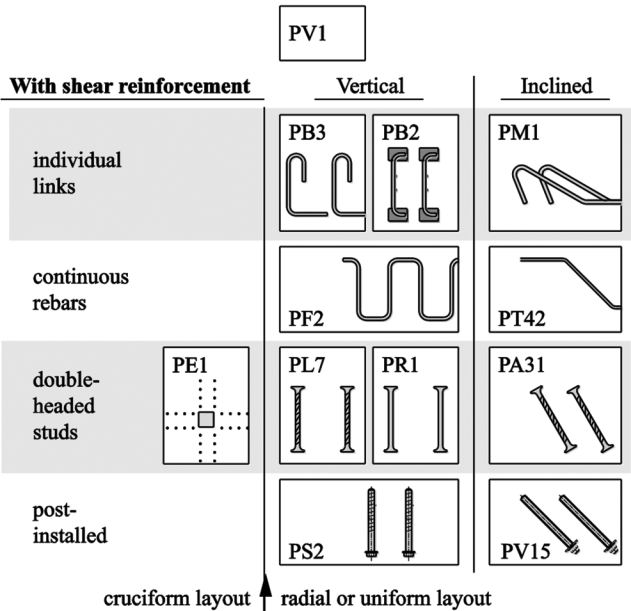 PV1
With shear reinforcement
Vertical
Inclined
individual
links
PB3
PB2
PM1
continuous
rebars
PF2
PT42
double-
headed
studs
PE1
PL7
PR1
PA31
post-
installed
PS2
PV15
cruciform layout
radial or uniform layout